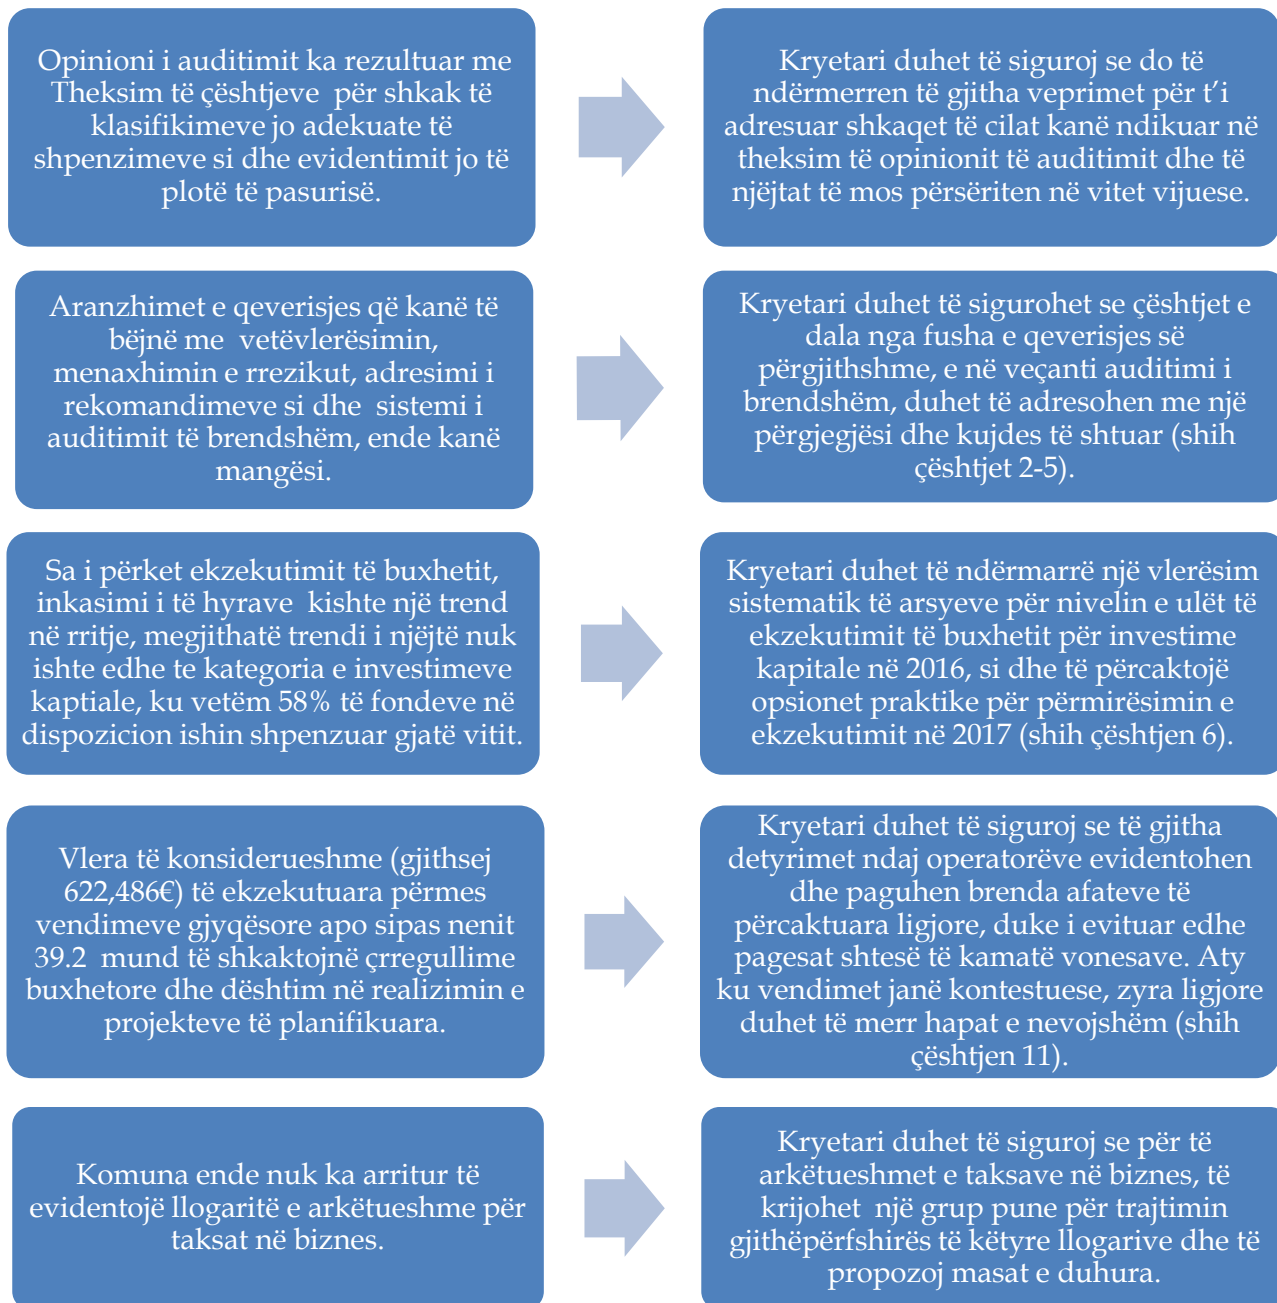 Opinioni i auditimit ka rezultuar me
Theksim të çështjeve për shkak të
klasifikimeve jo adekuate të
shpenzimeve si dhe evidentimit jo të
plotë të pasurisë.
Kryetari duhet të siguroj se do të
ndërmerren të gjitha veprimet për t’i
adresuar shkaqet të cilat kanë ndikuar në
theksim të opinionit të auditimit dhe të
njëjtat të mos përsëriten në vitet vijuese.
Aranzhimet e qeverisjes që kanë të
bëjnë me vetëvlerësimin,
menaxhimin e rrezikut, adresimi i
rekomandimeve si dhe sistemi i
auditimit të brendshëm, ende kanë
mangësi.
Kryetari duhet të sigurohet se çështjet e
dala nga fusha e qeverisjes së
përgjithshme, e në veçanti auditimi i
brendshëm, duhet të adresohen me një
përgjegjësi dhe kujdes të shtuar (shih
çështjet 2-5).
Sa i përket ekzekutimit të buxhetit,
inkasimi i të hyrave kishte një trend
në rritje, megjithatë trendi i njëjtë nuk
ishte edhe te kategoria e investimeve
kaptiale, ku vetëm 58% të fondeve në
dispozicion ishin shpenzuar gjatë vitit.
Kryetari duhet të ndërmarrë një vlerësim
sistematik të arsyeve për nivelin e ulët të
ekzekutimit të buxhetit për investime
kapitale në 2016, si dhe të përcaktojë
opsionet praktike për përmirësimin e
ekzekutimit në 2017 (shih çështjen 6).
Vlera të konsiderueshme (gjithsej
622,486€) të ekzekutuara përmes
vendimeve gjyqësore apo sipas nenit
39.2 mund të shkaktojnë çrregullime
buxhetore dhe dështim në realizimin e
projekteve të planifikuara.
Kryetari duhet të siguroj se të gjitha
detyrimet ndaj operatorëve evidentohen
dhe paguhen brenda afateve të
përcaktuara ligjore, duke i evituar edhe
pagesat shtesë të kamatë vonesave. Aty
ku vendimet janë kontestuese, zyra ligjore
duhet të merr hapat e nevojshëm (shih
çështjen 11).
Komuna ende nuk ka arritur të
evidentojë llogaritë e arkëtueshme për
taksat në biznes.
Kryetari duhet të siguroj se për të
arkëtueshmet e taksave në biznes, të
krijohet një grup pune për trajtimin
gjithëpërfshirës të këtyre llogarive dhe të
propozoj masat e duhura.